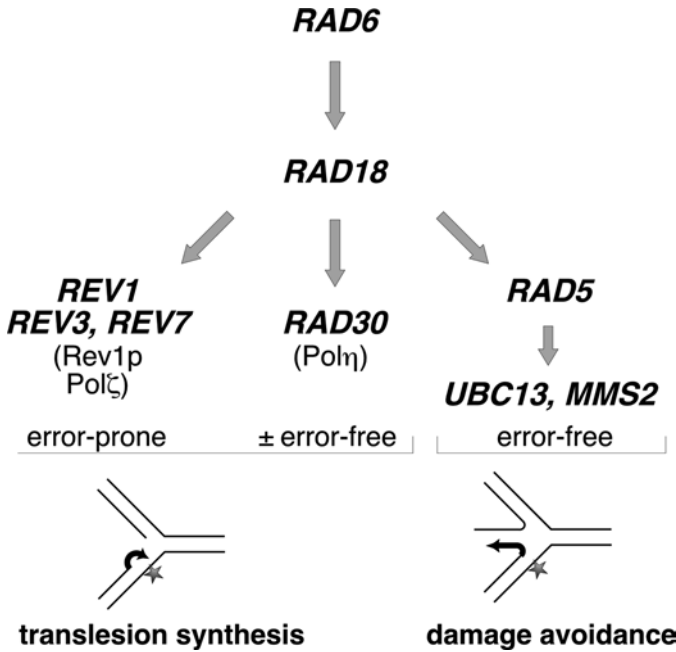 RAD6
RAD18
REV1
REV3, REV7
(Rev1p
Polζ)
error-prone
RAD30
(Polη)
± error-free
RAD5
UBC13, MMS2
error-free
translesion synthesis
damage avoidance